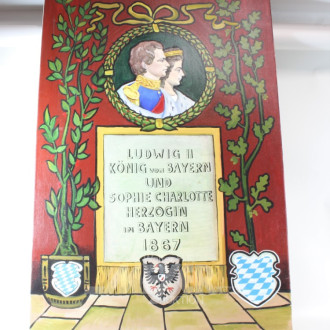 LUDWIG II
KÖNIG VON BAYERN
UND
SOPHIE CHARLOTTE
HERZOGIN
IN BAYERN
1867